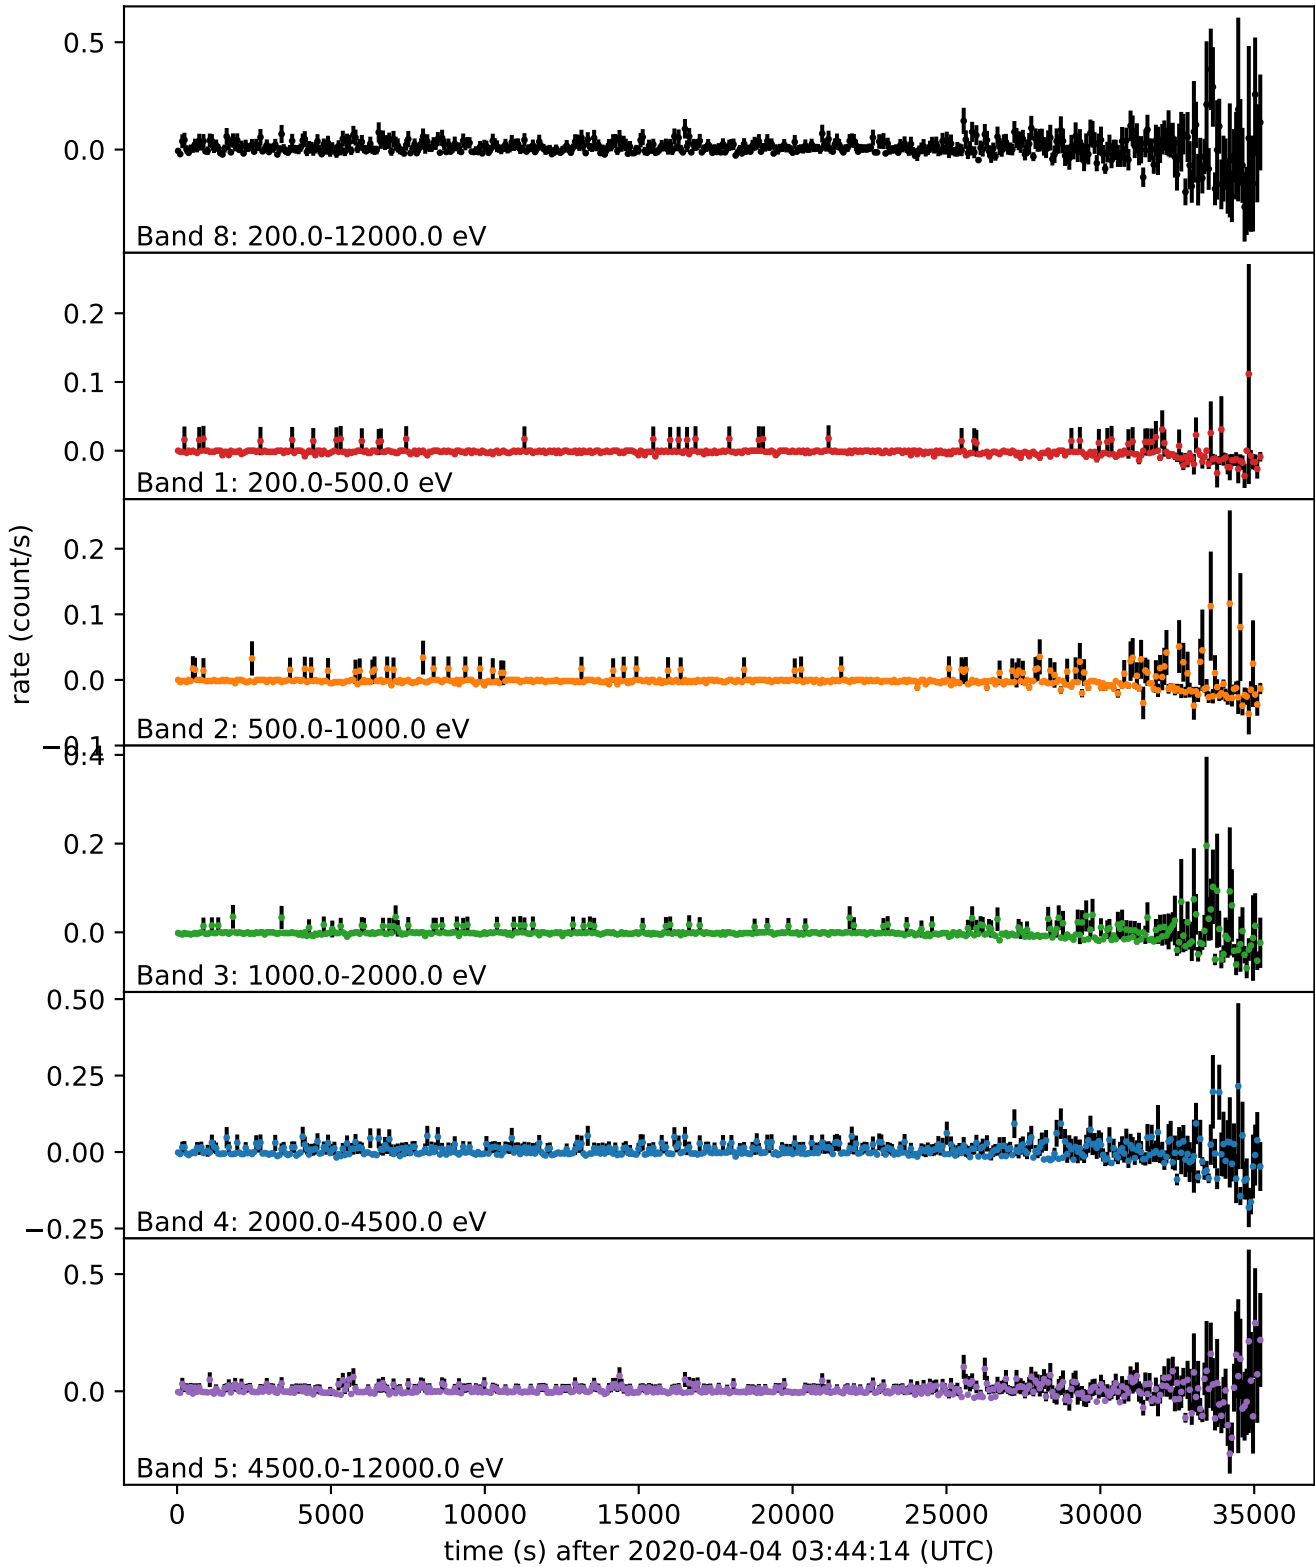 0.5
0.0
Band 8: 200.0-12000.0 eV
0.2
0.1
0.0
Band 1: 200.0-500.0 eV
rate (count/s)
0.2
0.1
0.0
−0.1
Band 2: 500.0-1000.0 eV
0.4
0.2
0.0
Band 3: 1000.0-2000.0 eV
0.50
0.25
0.00
−0.25
Band 4: 2000.0-4500.0 eV
0.5
0.0
Band 5: 4500.0-12000.0 eV
0 5000 10000 15000 20000 25000 30000 35000
time (s) after 2020-04-04 03:44:14 (UTC)